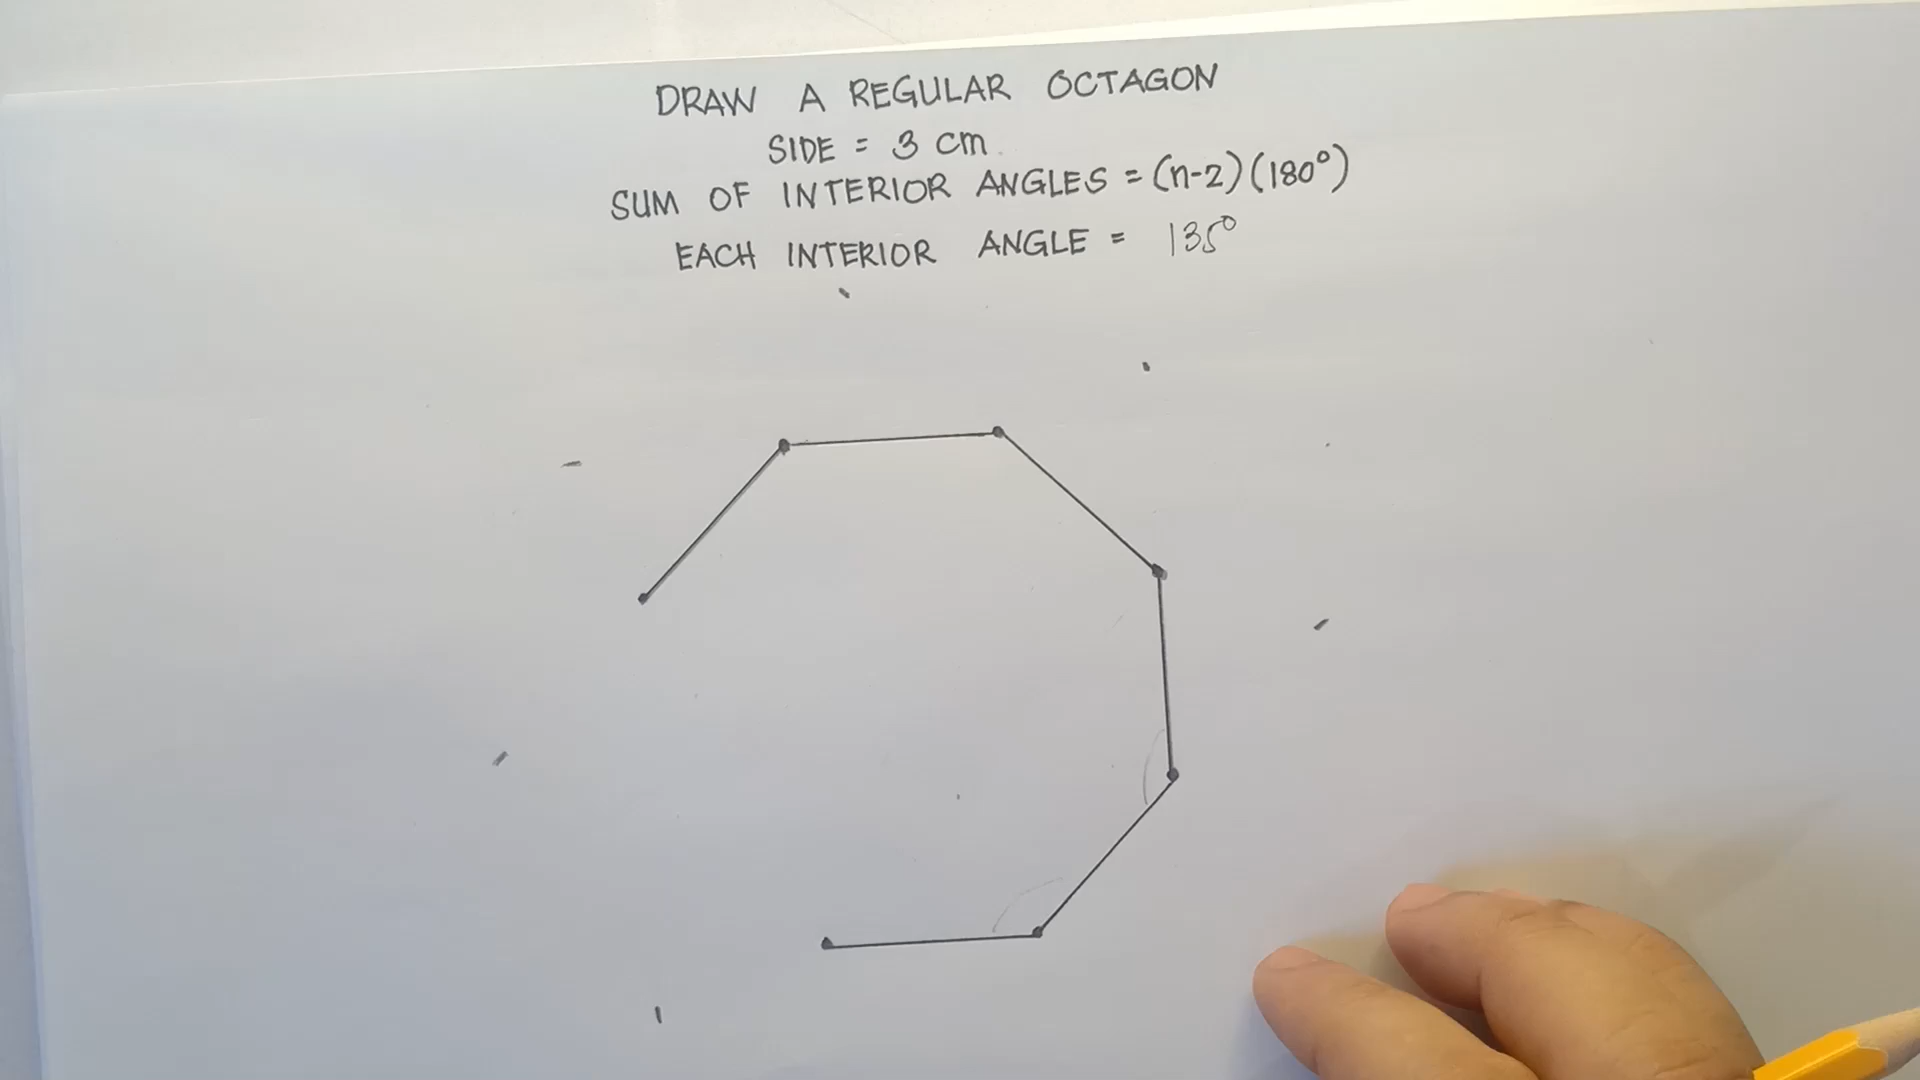 DRAW A REGULAR OCTAGON
SIDE = 3 cm
SUM OF INTERIOR ANGLES = (n-2)(180°)
EACH INTERIOR ANGLE = 135°